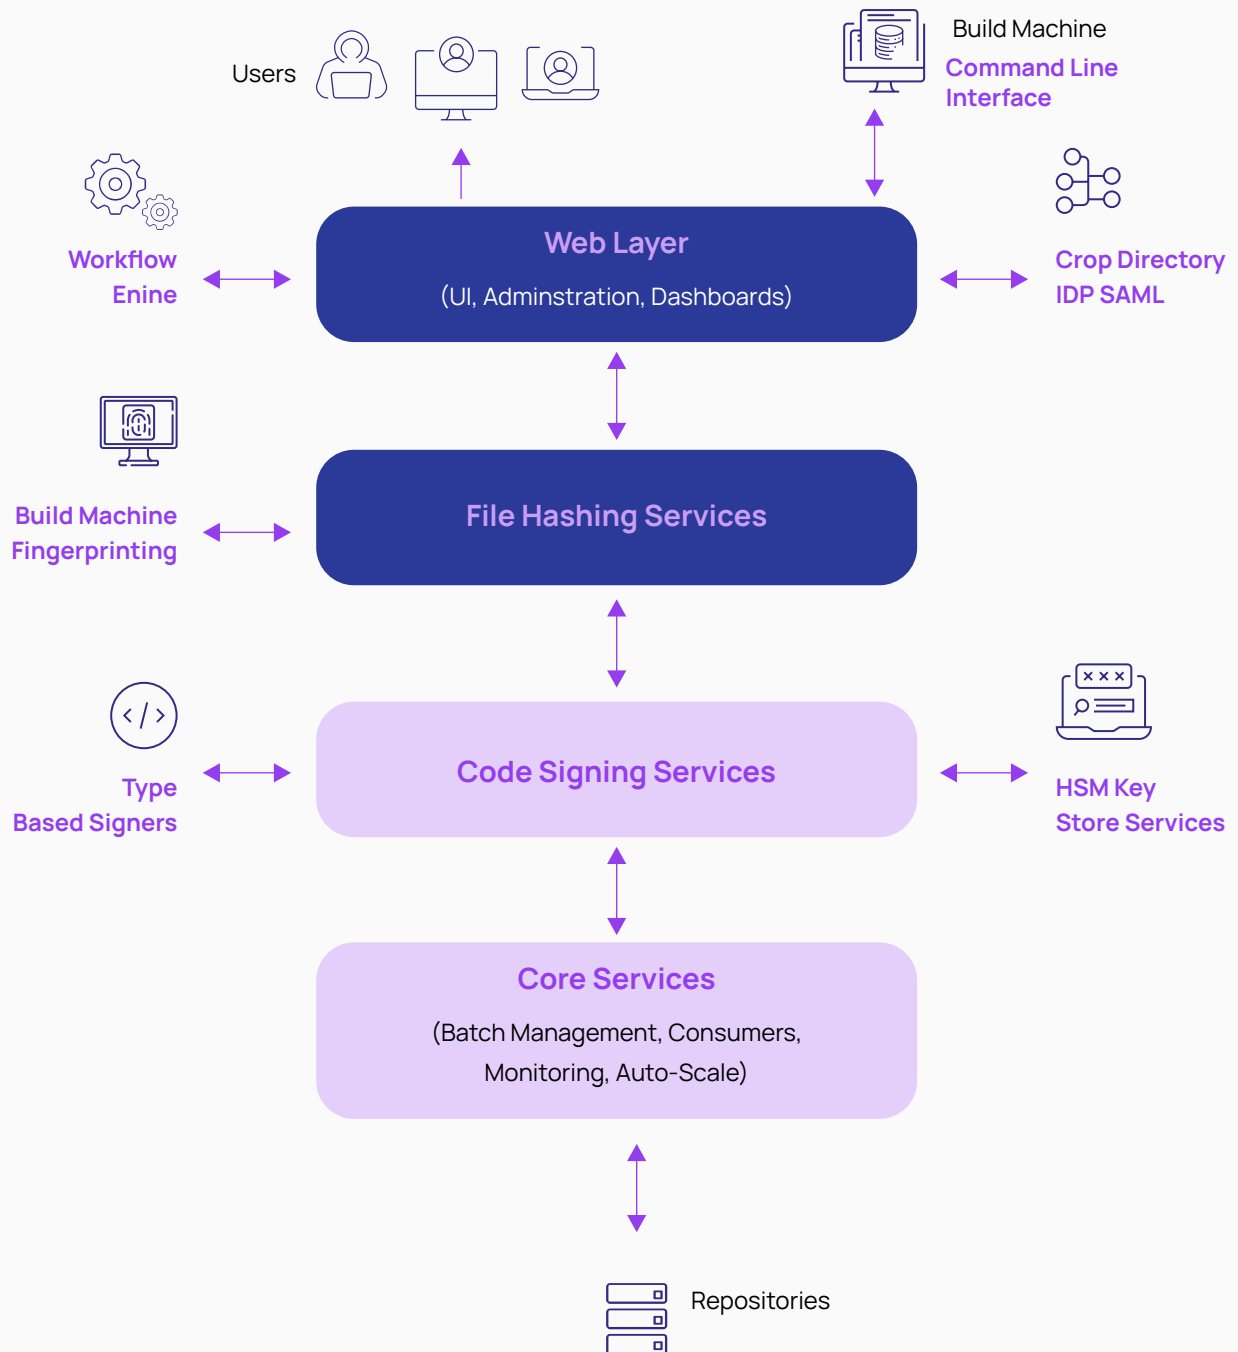 Users
Build Machine
Command Line
Interface
Workflow
Enine
Web Layer
(UI, Adminstration, Dashboards)
Crop Directory
IDP SAML
Build Machine
Fingerprinting
File Hashing Services
Type
Based Signers
Code Signing Services
HSM Key
Store Services
Core Services
(Batch Management, Consumers,
Monitoring, Auto-Scale)
Repositories